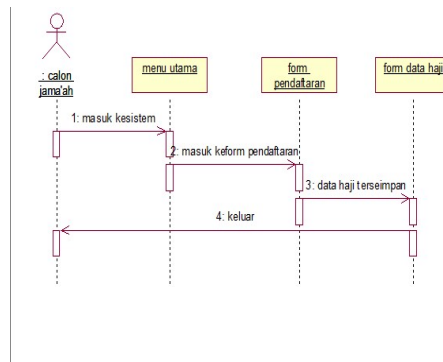 : calon
jama'ah
menu utama
form
pendaftaran
form data haji
1: masuk kesistem
2: masuk keform pendaftaran
3: data haji terseimpan
4: keluar